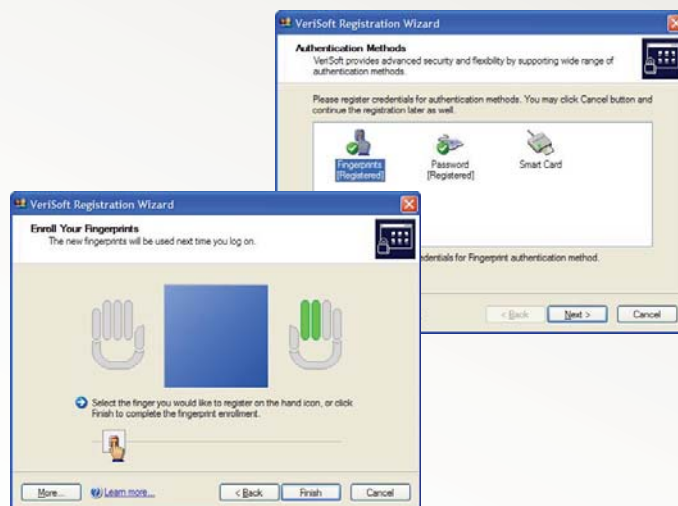 VeriSoft Registration Wizard
Authentication Methods
VeriSoft provides advanced security and flexibility by supporting wide range of
authentication methods.
Please register credentials for authentication methods. You may click Cancel button and
continue the registration later as well.
Fingerprints
[Registered]
Password
[Registered]
Smart Card
dentials for Fingerprint authentication method.
< Back Next > Cancel
VeriSoft Registration Wizard
Enroll Your Fingerprints
The new fingerprints will be used next time you log on.
Select the finger you would like to register on the hand icon, or click
Finish to complete the fingerprint enrollment.
More... Learn more... < Back Finish Cancel